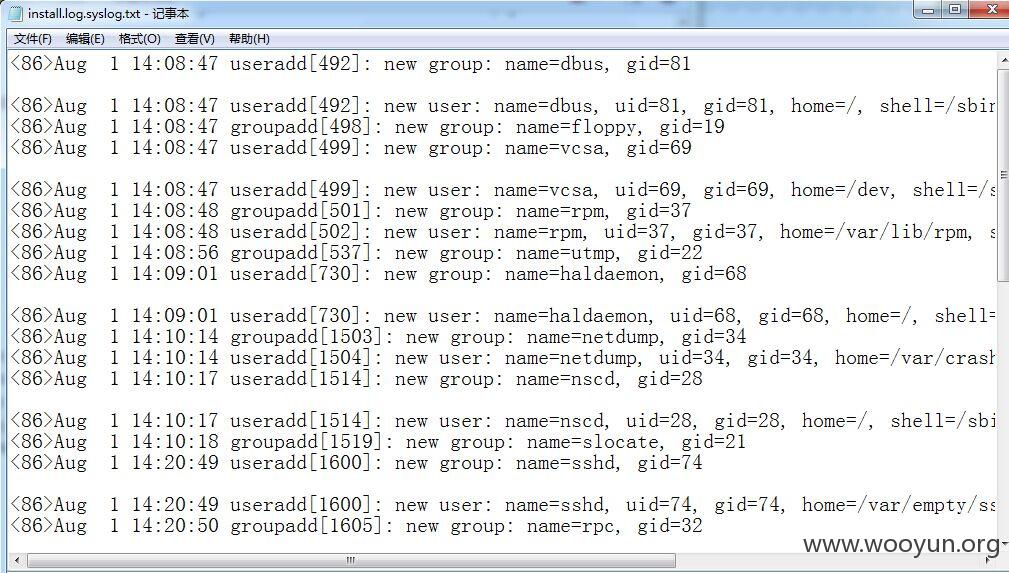 install.log.syslog.txt - 记事本
文件(F) 编辑(E) 格式(O) 查看(V) 帮助(H)
<86>Aug  1 14:08:47 useradd[492]: new group: name=dbus, gid=81
<86>Aug  1 14:08:47 useradd[492]: new user: name=dbus, uid=81, gid=81, home=/, shell=/sbin
<86>Aug  1 14:08:47 groupadd[498]: new group: name=floppy, gid=19
<86>Aug  1 14:08:47 useradd[499]: new group: name=vcsa, gid=69
<86>Aug  1 14:08:47 useradd[499]: new user: name=vcsa, uid=69, gid=69, home=/dev, shell=/s
<86>Aug  1 14:08:48 groupadd[501]: new group: name=rpm, gid=37
<86>Aug  1 14:08:48 useradd[502]: new user: name=rpm, uid=37, gid=37, home=/var/lib/rpm, s
<86>Aug  1 14:08:56 groupadd[537]: new group: name=utmp, gid=22
<86>Aug  1 14:09:01 useradd[730]: new group: name=haldaemon, gid=68
<86>Aug  1 14:09:01 useradd[730]: new user: name=haldaemon, uid=68, gid=68, home=/, shell=
<86>Aug  1 14:10:14 groupadd[1503]: new group: name=netdump, gid=34
<86>Aug  1 14:10:14 useradd[1504]: new user: name=netdump, uid=34, gid=34, home=/var/crash
<86>Aug  1 14:10:17 useradd[1514]: new group: name=nscd, gid=28
<86>Aug  1 14:10:17 useradd[1514]: new user: name=nscd, uid=28, gid=28, home=/, shell=/sbi
<86>Aug  1 14:10:18 groupadd[1519]: new group: name=slocate, gid=21
<86>Aug  1 14:20:49 useradd[1600]: new group: name=sshd, gid=74
<86>Aug  1 14:20:49 useradd[1600]: new user: name=sshd, uid=74, gid=74, home=/var/empty/ss
<86>Aug  1 14:20:50 groupadd[1605]: new group: name=rpc, gid=32
www.wooyun.org